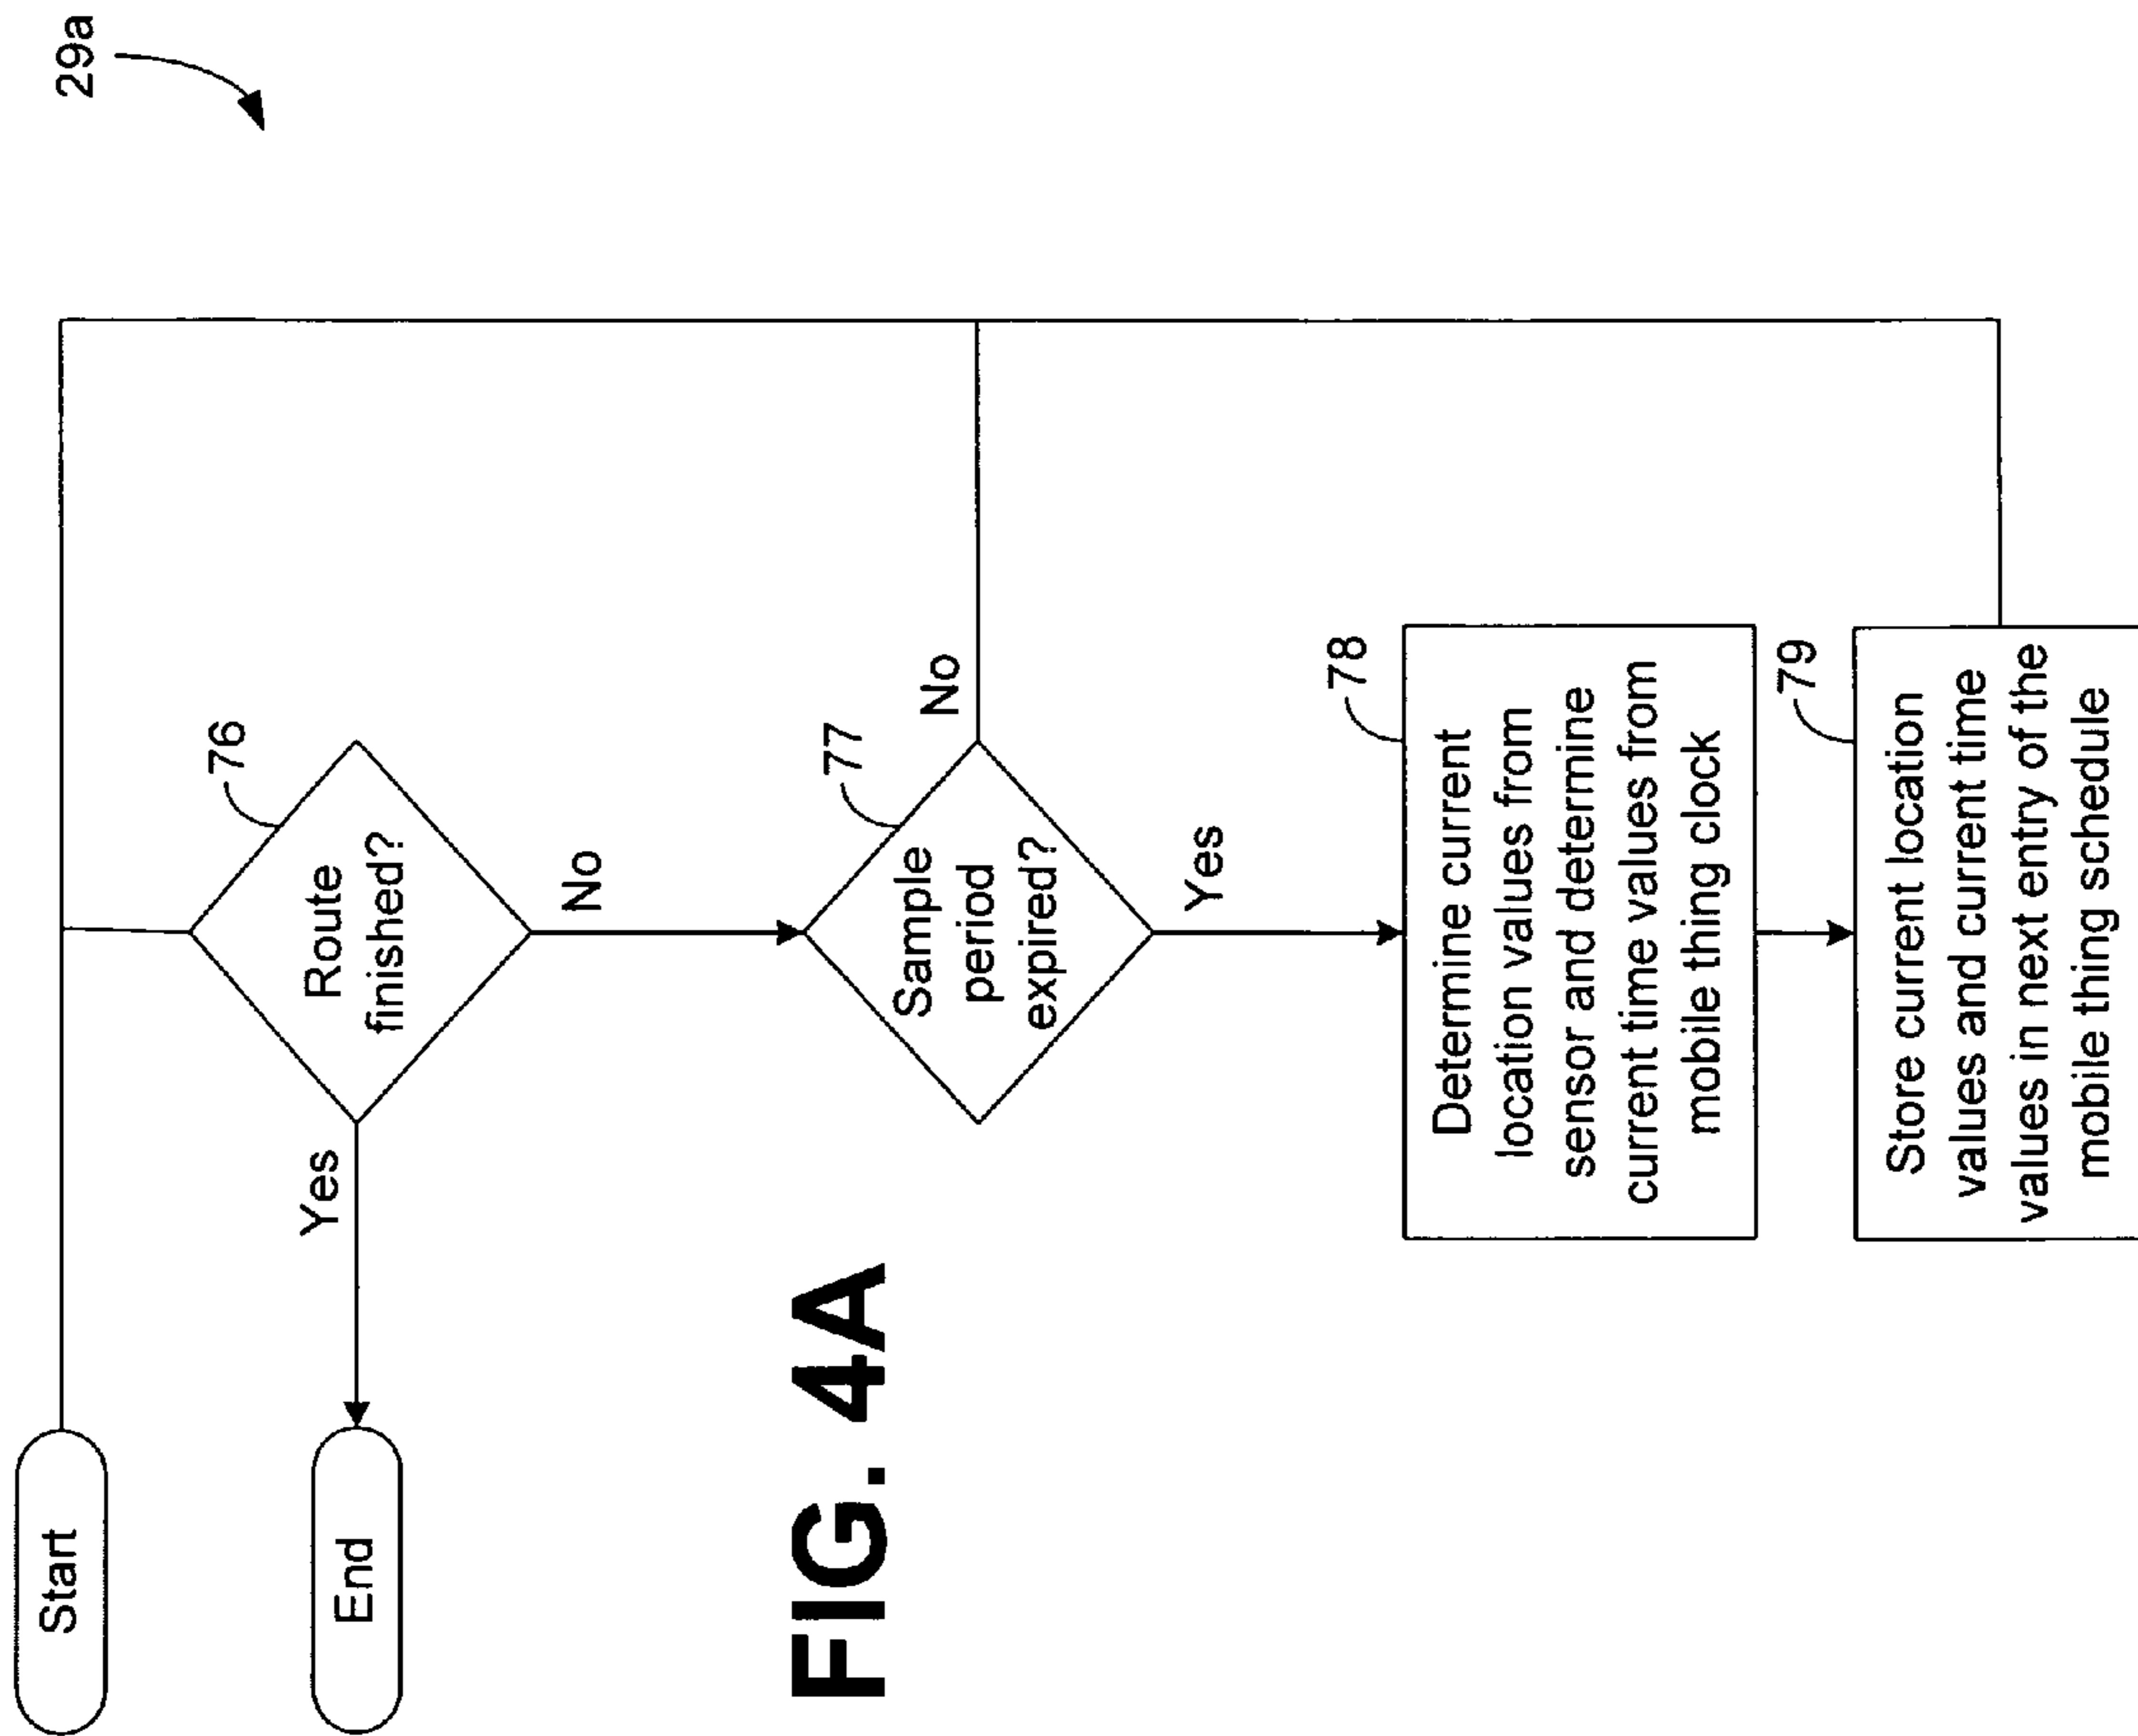 29a
Start
76
Route
finished?
Yes
End
No
77
Sample
period
expired?
No
Yes
FIG. 4A
78
Determine current
location values from
sensor and determine
current time values from
mobile thing clock
79
Store current location
values and current time
values in next entry of the
mobile thing schedule